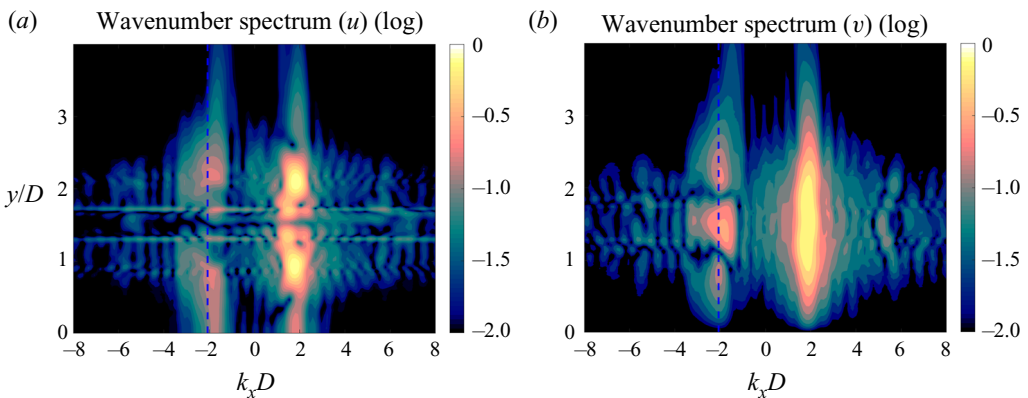 (a) Wavenumber spectrum (u) (log)
(b) Wavenumber spectrum (v) (log)
y/D
3
2
1
0
–8 –6 –4 –2 0 2 4 6 8
k_xD
0
–0.5
–1.0
–1.5
–2.0
3
2
1
0
–8 –6 –4 –2 0 2 4 6 8
k_xD
0
–0.5
–1.0
–1.5
–2.0